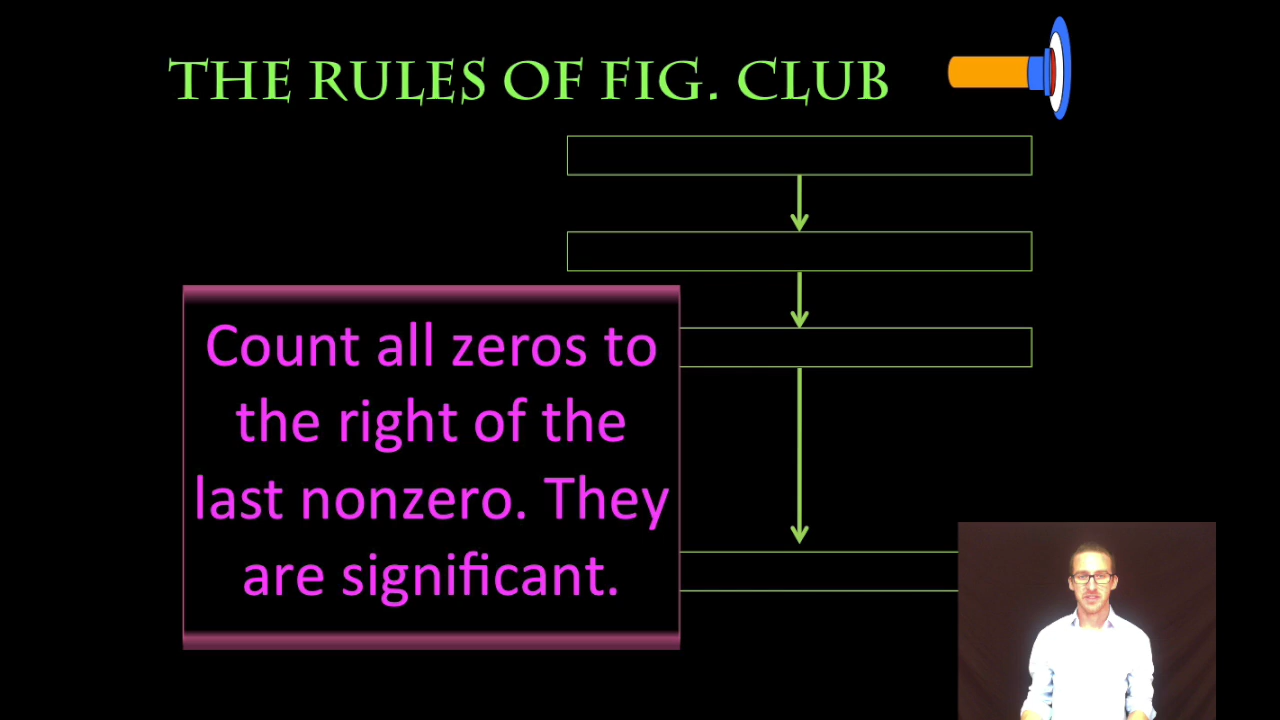 THE RULES OF FIG. CLUB
Count all zeros to
the right of the
last nonzero. They
are significant.